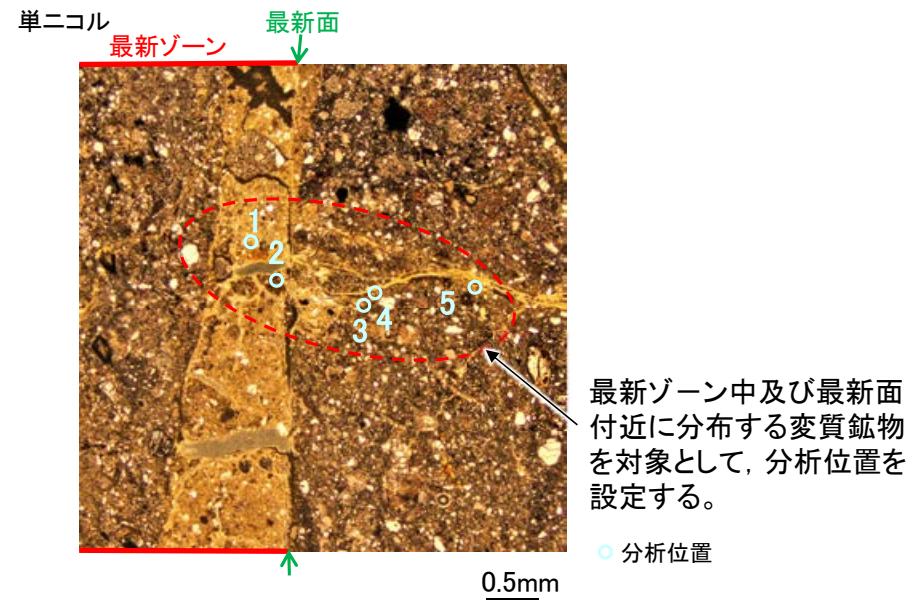 単ニコル
最新面
最新ゾーン
1
2
3
4
5
最新ゾーン中及び最新面
付近に分布する変質鉱物
を対象として，分析位置を
設定する。
分析位置
0.5mm